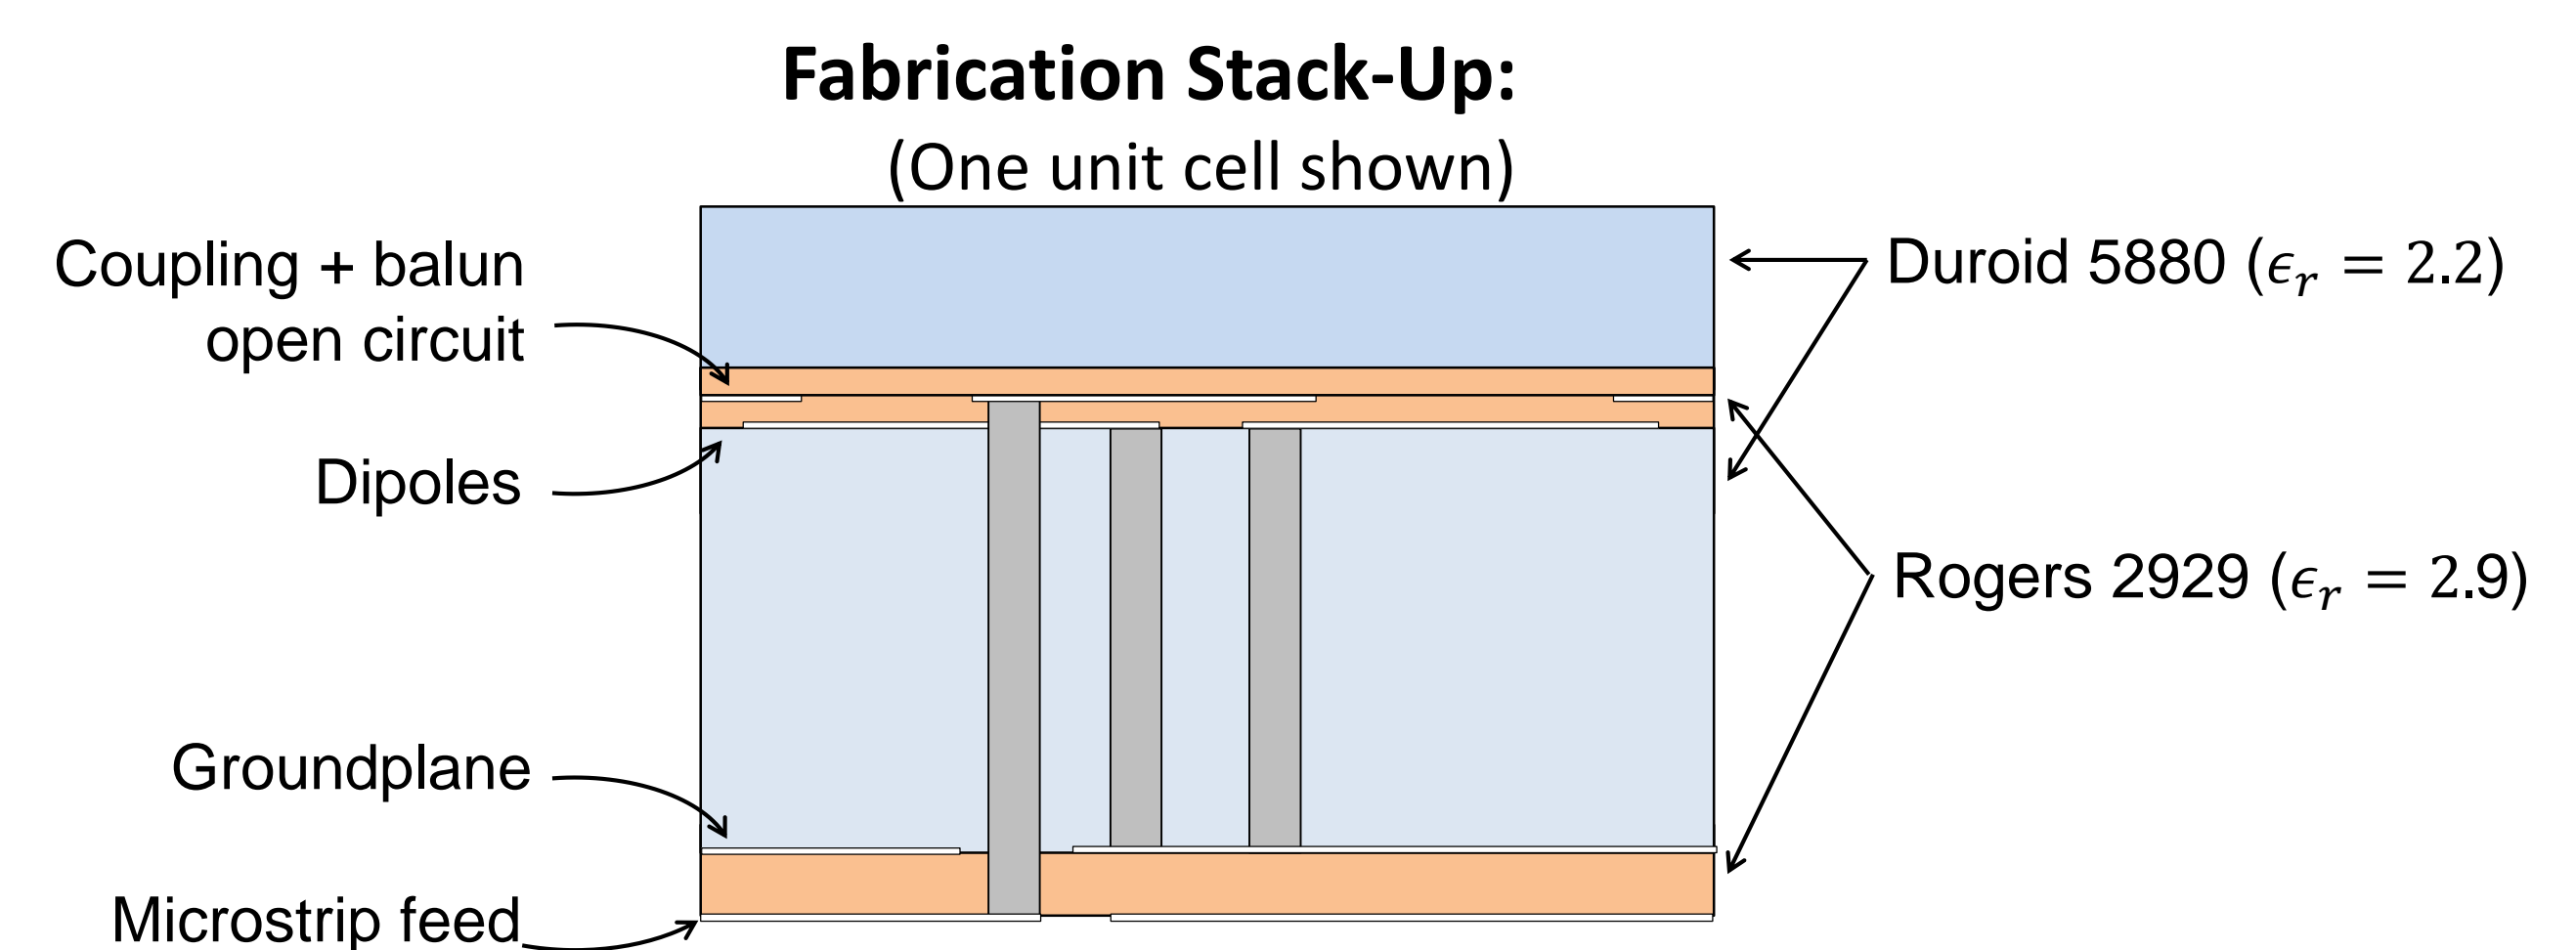 Fabrication Stack-Up:
(One unit cell shown)
Coupling + balun
open circuit
Dipoles
Groundplane
Microstrip feed
Duroid 5880 (𝜖𝑟 = 2.2)
Rogers 2929 (𝜖𝑟 = 2.9)